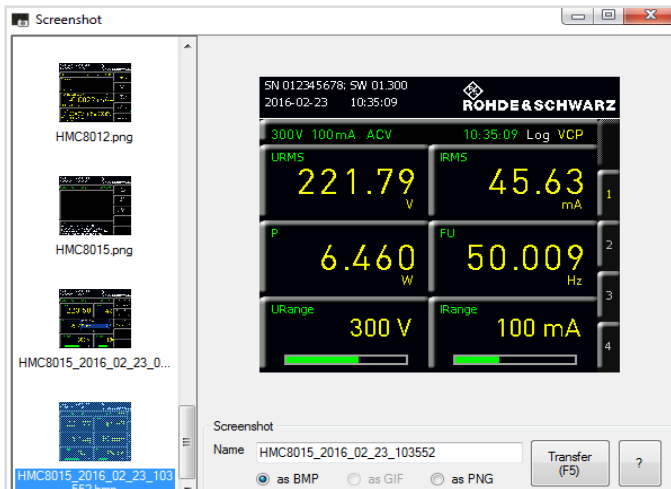 Screenshot
HMC8012.png
HMC8015.png
HMC8015_2016_02_23_0...
HMC8015_2016_02_23_103
552.bmp
SN 012345678; SW 01.300
2016-02-23 10:35:09
ROHDE&SCHWARZ
300V 100mA ACV 10:35:09 Log VCP
URMS
221.79
V
IRMS
45.63
mA
1
P
6.460
W
FU
50.009
Hz
2
3
URange
300 V
IRange
100 mA
4
Screenshot
Name HMC8015_2016_02_23_103552
as BMP as GIF as PNG
Transfer
(F5)
?